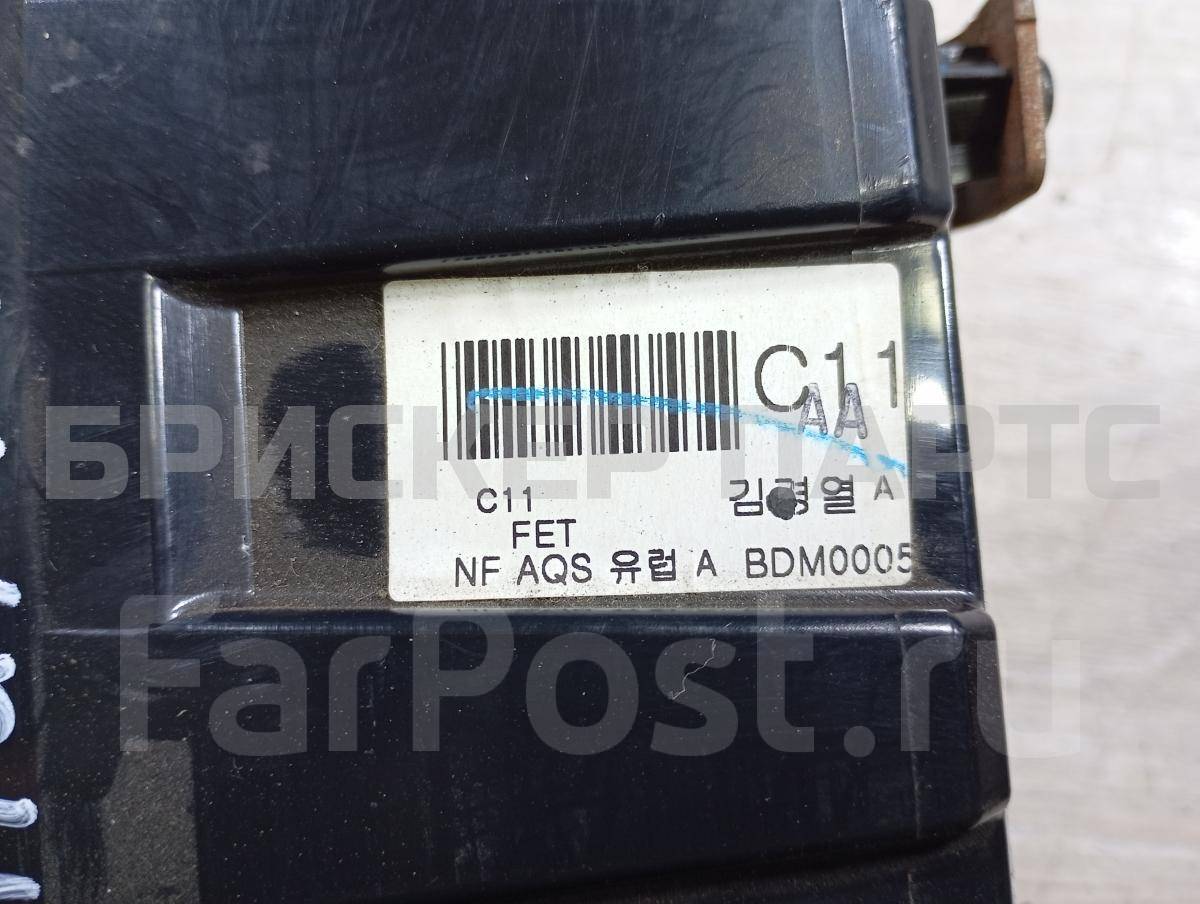 C11
AA
БРИСКЕР ПАРТС
C11 김경열 A
FET
NF AQS 유럽 A BDM0005
FarPost.ru